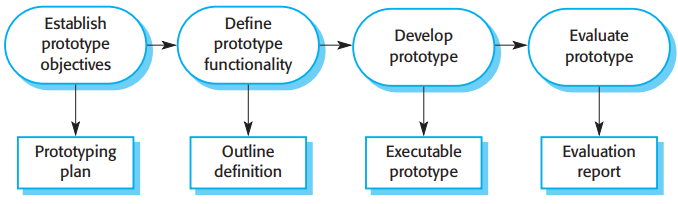 Establish
prototype
objectives
Define
prototype
functionality
Develop
prototype
Evaluate
prototype
Prototyping
plan
Outline
definition
Executable
prototype
Evaluation
report